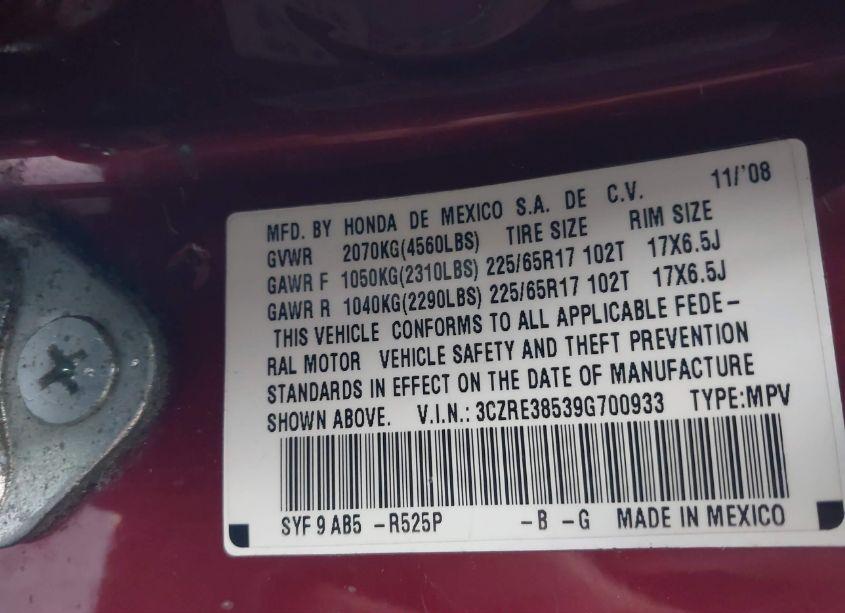 MFD. BY HONDA DE MEXICO S.A. DE C.V. 11/'08
GVWR 2070KG(4560LBS) TIRE SIZE RIM SIZE
GAWR F 1050KG(2310LBS) 225/65R17 102T 17X6.5J
GAWR R 1040KG(2290LBS) 225/65R17 102T 17X6.5J
THIS VEHICLE CONFORMS TO ALL APPLICABLE FEDE-
RAL MOTOR VEHICLE SAFETY AND THEFT PREVENTION
STANDARDS IN EFFECT ON THE DATE OF MANUFACTURE
SHOWN ABOVE. V.I.N.: 3CZRE38539G700933 TYPE:MPV
SYF 9 AB5 -R525P -B -G MADE IN MEXICO